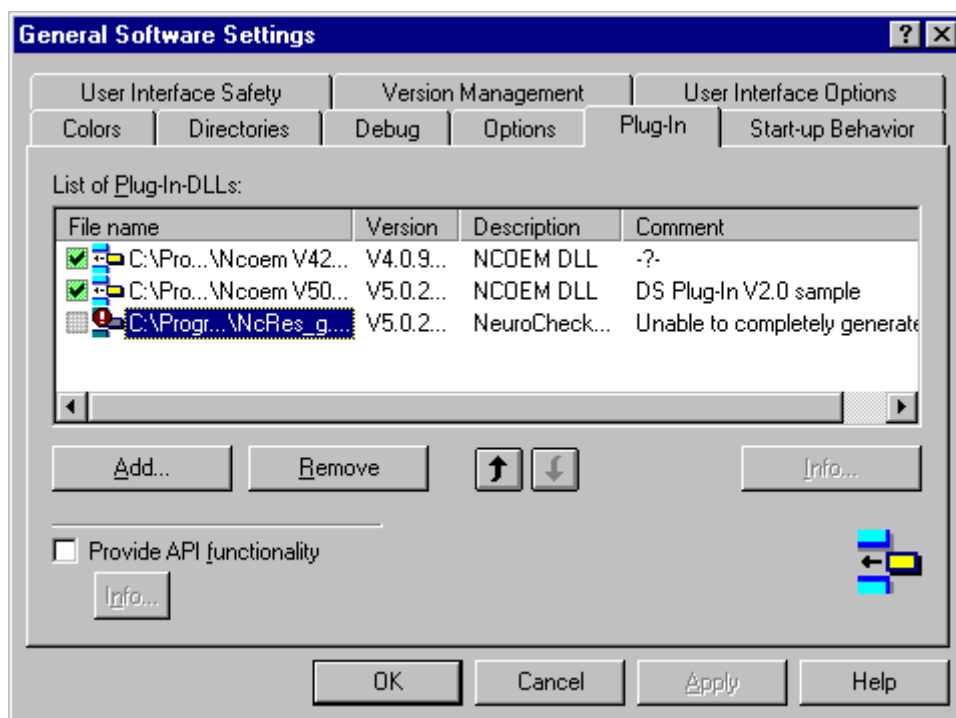 General Software Settings
User Interface Safety Version Management User Interface Options
Colors Directories Debug Options Plug-In Start-up Behavior
List of Plug-In-DLLs:
File name Version Description Comment
C:\Pro...\Ncoem V42... V4.0.9... NCOEM DLL -?-
C:\Pro...\Ncoem V50... V5.0.2... NCOEM DLL DS Plug-In V2.0 sample
C:\Progr...\NcRes_g.... V5.0.2... NeuroCheck... Unable to completely generate
Add... Remove Info...
Provide API functionality
Info...
OK Cancel Apply Help